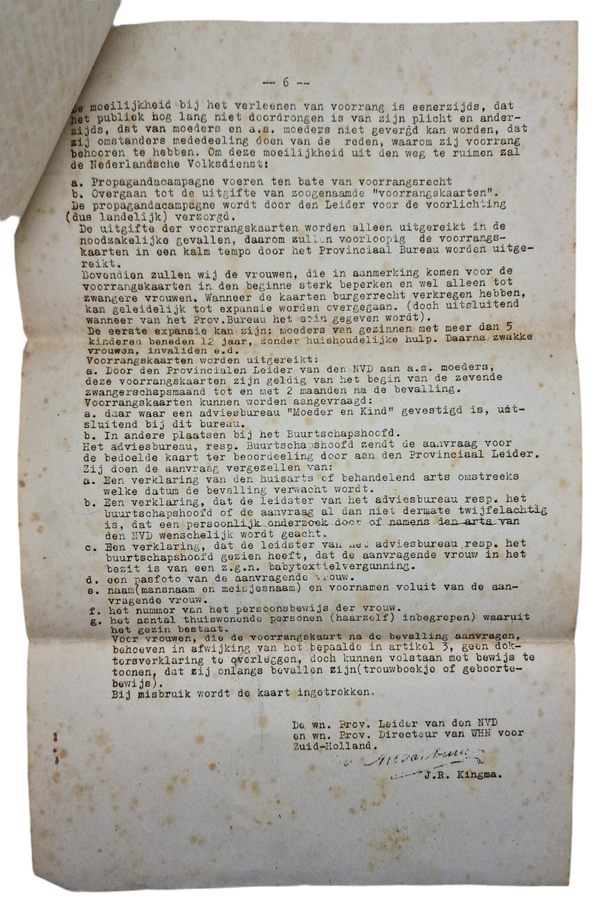 -- 6 --
De moeilijkheid bij het verleenen van voorrang is eenerzijds, dat
het publiek nog lang niet doordrongen is van zijn plicht en ander-
zijds, dat van moeders en a.s. moeders niet gevergd kan worden, dat
zij omstanders mededeeling doen van de reden, waarom zij voorrang
behooren te hebben. Om deze moeilijkheid uit den weg te ruimen zal
de Nederlandsche Volksdienst:
a. Propagandacampagne voeren ten bate van voorrangsrecht
b. Overgaan tot de uitgifte van zoogenaamde "voorrangskaarten".
De propagandacampagne wordt door den Leider voor de voorlichting
(dus landelijk) verzorgd.
De uitgifte der voorrangskaarten worden alleen uitgereikt in de
noodzakelijke gevallen, daarom zullen voorloopig de voorrangs-
kaarten in een kalm tempo door het Provinciaal Bureau worden uitge-
reikt.
Bovendien zullen wij de vrouwen, die in aanmerking komen voor de
voorrangskaarten in den beginne sterk beperken en wel alleen tot
zwangere vrouwen. Wanneer de kaarten burgerrecht verkregen hebben,
kan geleidelijk tot expansie worden overgegaan. (doch uitsluitend
wanneer van het Prov.Bureau het sein gegeven wordt).
De eerste expansie kan zijn: moeders van gezinnen met meer dan 5
kinderen beneden 12 jaar, zonder huishoudelijke hulp. Daarna zwakke
vrouwen, invaliden e.d.
Voorrangskaarten worden uitgereikt:
a. Door den Provincialen Leider van den NVD aan a.s. moeders;
deze voorrangskaarten zijn geldig van het begin van de zevende
zwangerschapsmaand tot en met 2 maanden na de bevalling.
Voorrangskaarten kunnen worden aangevraagd:
a. daar waar een adviesbureau "Moeder en Kind" gevestigd is, uit-
sluitend bij dit bureau.
b. In andere plaatsen bij het Buurtschapshoofd.
Het adviesbureau, resp. Buurtschapshoofd zendt de aanvraag voor
de bedoelde kaart ter beoordeeling door aan den Provinciaal Leider.
Zij doen de aanvraag vergezellen van:
a. Een verklaring van den huisarts of behandelend arts omstreeks
welke datum de bevalling verwacht wordt.
b. Een verklaring, dat de leidster van het adviesbureau resp. het
buurtschapshoofd of de aanvraag al dan niet dermate twijfelachtig
is, dat een persoonlijk onderzoek door of namens den arts van
den NVD wenschelijk wordt geacht.
c. Een verklaring, dat de leidster van het adviesbureau resp. het
buurtschapshoofd gezien heeft, dat de aanvragende vrouw in het
bezit is van een z.g.n. babytextielvergunning.
d. een pasfoto van de aanvragende vrouw.
e. naam(mansnaam en meisjesnaam) en voornamen voluit van de aan-
vragende vrouw.
f. het nummer van het persoonsbewijs der vrouw.
g. het aantal thuiswonende personen (haarzelf) inbegrepen) waaruit
het gezin bestaat.
Voor vrouwen, die de voorrangskaart na de bevalling aanvragen,
behoeven in afwijking van het bepaalde in artikel 3, geen dok-
tersverklaring te overleggen, doch kunnen volstaan met bewijs te
toonen, dat zij onlangs bevallen zijn(trouwboekje of geboorte-
bewijs).
Bij misbruik wordt de kaart ingetrokken.
De wn. Prov. Leider van den NVD
en wn. Prov. Directeur van WHN voor
Zuid-Holland.
J.R. Kingma.